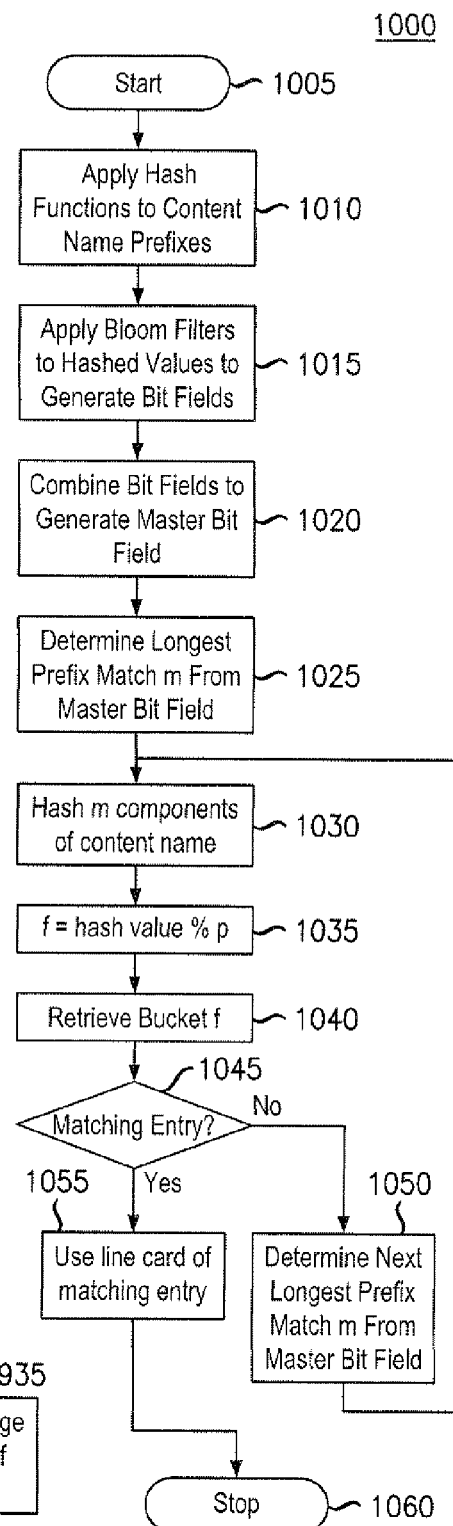 1000
Start
1005
Apply Hash
Functions to Content
Name Prefixes
1010
Apply Bloom Filters
to Hashed Values to
Generate Bit Fields
1015
Combine Bit Fields to
Generate Master Bit
Field
1020
Determine Longest
Prefix Match m From
Master Bit Field
1025
Hash m components
of content name
1030
f = hash value % p
1035
Retrieve Bucket f
1040
1045
Matching Entry?
No
Yes
1055
Use line card of
matching entry
1050
Determine Next
Longest Prefix
Match m From
Master Bit Field
935
ge
f
Stop
1060